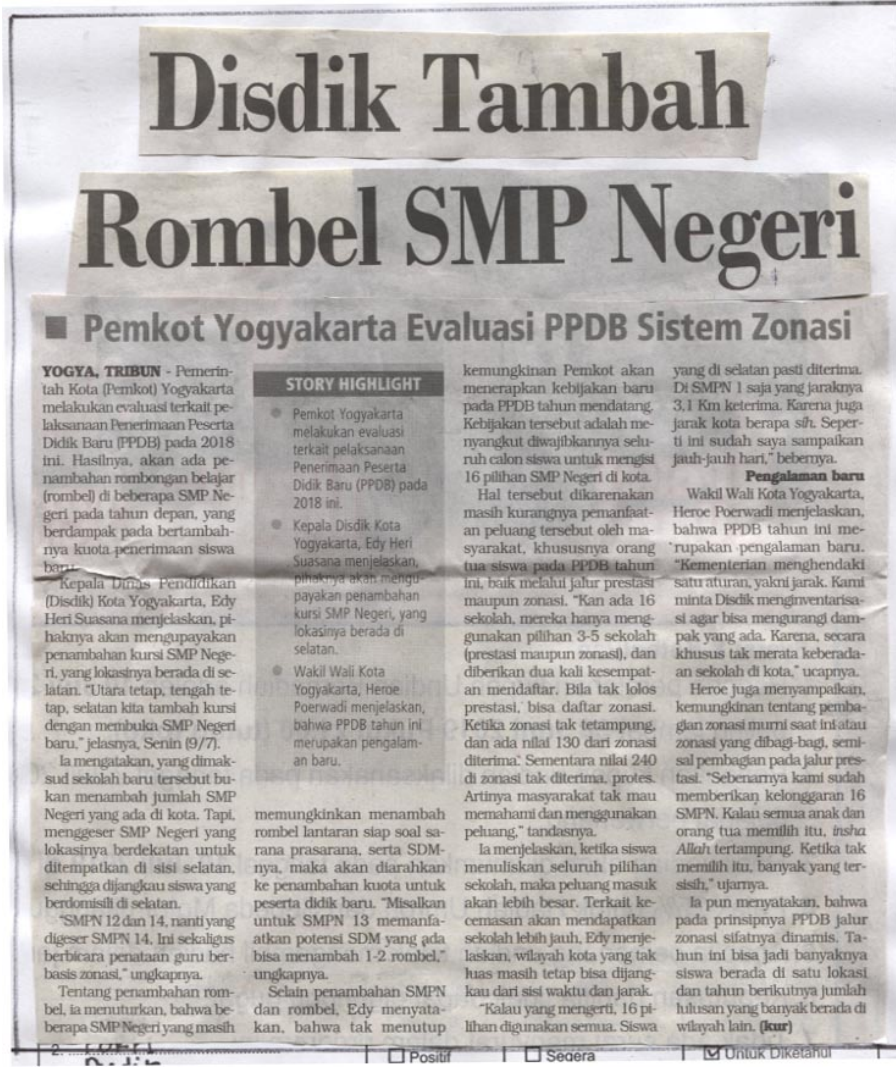 Disdik Tambah
Rombel SMP Negeri
■ Pemkot Yogyakarta Evaluasi PPDB Sistem Zonasi
YOGYA, TRIBUN - Pemerin-
tah Kota (Pemkot) Yogyakarta
melakukan evaluasi terkait pe-
laksanaan Penerimaan Peserta
Didik Baru (PPDB) pada 2018
ini. Hasilnya, akan ada pe-
nambahan rombongan belajar
(rombel) di beberapa SMP Ne-
geri pada tahun depan, yang
berdampak pada bertambah-
nya kuota penerimaan siswa
baru.
Kepala Dinas Pendidikan
(Disdik) Kota Yogyakarta, Edy
Heri Suasana menjelaskan, pi-
haknya akan mengupayakan
penambahan kursi SMP Nege-
ri, yang lokasinya berada di se-
latan. "Utara tetap, tengah te-
tap, selatan kita tambah kursi
dengan membuka SMP Negeri
baru," jelasnya, Senin (9/7).
Ia mengatakan, yang dimak-
sud sekolah baru tersebut bu-
kan menambah jumlah SMP
Negeri yang ada di kota. Tapi,
menggeser SMP Negeri yang
lokasinya berdekatan untuk
ditempatkan di sisi selatan,
sehingga dijangkau siswa yang
berdomisili di selatan.
"SMPN 12 dan 14, nanti yang
digeser SMPN 14. Ini sekaligus
berbicara penataan guru ber-
basis zonasi," ungkapnya.
Tentang penambahan rom-
bel, ia menuturkan, bahwa be-
berapa SMP Negeri yang masih
STORY HIGHLIGHT
● Pemkot Yogyakarta
melakukan evaluasi
terkait pelaksanaan
Penerimaan Peserta
Didik Baru (PPDB) pada
2018 ini.
● Kepala Disdik Kota
Yogyakarta, Edy Heri
Suasana menjelaskan,
pihaknya akan mengu-
payakan penambahan
kursi SMP Negeri, yang
lokasinya berada di
selatan.
● Wakil Wali Kota
Yogyakarta, Heroe
Poerwadi menjelaskan,
bahwa PPDB tahun ini
merupakan pengalam-
an baru.
memungkinkan menambah
rombel lantaran siap soal sa-
rana prasarana, serta SDM-
nya, maka akan diarahkan
ke penambahan kuota untuk
peserta didik baru. "Misalkan
untuk SMPN 13 memanfa-
atkan potensi SDM yang ada
bisa menambah 1-2 rombel,"
ungkapnya.
Selain penambahan SMPN
dan rombel, Edy menyata-
kan, bahwa tak menutup
kemungkinan Pemkot akan
menerapkan kebijakan baru
pada PPDB tahun mendatang.
Kebijakan tersebut adalah me-
nyangkut diwajibkannya selu-
ruh calon siswa untuk mengisi
16 pilihan SMP Negeri di kota.
Hal tersebut dikarenakan
masih kurangnya pemanfaat-
an peluang tersebut oleh ma-
syarakat, khususnya orang
tua siswa pada PPDB tahun
ini, baik melalui jalur prestasi
maupun zonasi. "Kan ada 16
sekolah, mereka hanya meng-
gunakan pilihan 3-5 sekolah
(prestasi maupun zonasi), dan
diberikan dua kali kesempat-
an mendaftar. Bila tak lolos
prestasi, bisa daftar zonasi.
Ketika zonasi tak tetampung,
dan ada nilai 130 dari zonasi
diterima. Sementara nilai 240
di zonasi tak diterima, protes.
Artinya masyarakat tak mau
memahami dan menggunakan
peluang," tandasnya.
Ia menjelaskan, ketika siswa
menuliskan seluruh pilihan
sekolah, maka peluang masuk
akan lebih besar. Terkait ke-
cemasan akan mendapatkan
sekolah lebih jauh, Edy menje-
laskan, wilayah kota yang tak
luas masih tetap bisa dijang-
kau dari sisi waktu dan jarak.
"Kalau yang mengerti, 16 pi-
lihan digunakan semua. Siswa
yang di selatan pasti diterima.
Di SMPN 1 saja yang jaraknya
3,1 Km keterima. Karena juga
jarak kota berapa sih. Seper-
ti ini sudah saya sampaikan
jauh-jauh hari," bebernya.
Pengalaman baru
Wakil Wali Kota Yogyakarta,
Heroe Poerwadi menjelaskan,
bahwa PPDB tahun ini me-
rupakan pengalaman baru.
"Kementerian menghendaki
satu aturan, yakni jarak. Kami
minta Disdik menginventarisa-
si agar bisa mengurangi dam-
pak yang ada. Karena, secara
khusus tak merata keberada-
an sekolah di kota," ucapnya.
Heroe juga menyampaikan,
kemungkinan tentang pemba-
gian zonasi murni saat ini atau
zonasi yang dibagi-bagi, semi-
sal pembagian pada jalur pres-
tasi. "Sebenarnya kami sudah
memberikan kelonggaran 16
SMPN. Kalau semua anak dan
orang tua memilih itu, insha
Allah tertampung. Ketika tak
memilih itu, banyak yang ter-
sisih," ujarnya.
Ia pun menyatakan, bahwa
pada prinsipnya PPDB jalur
zonasi sifatnya dinamis. Ta-
hun ini bisa jadi banyaknya
siswa berada di satu lokasi
dan tahun berikutnya jumlah
lulusan yang banyak berada di
wilayah lain. (kur)
2.
☐ Positif
☐ Segera
☑ Untuk Diketahui